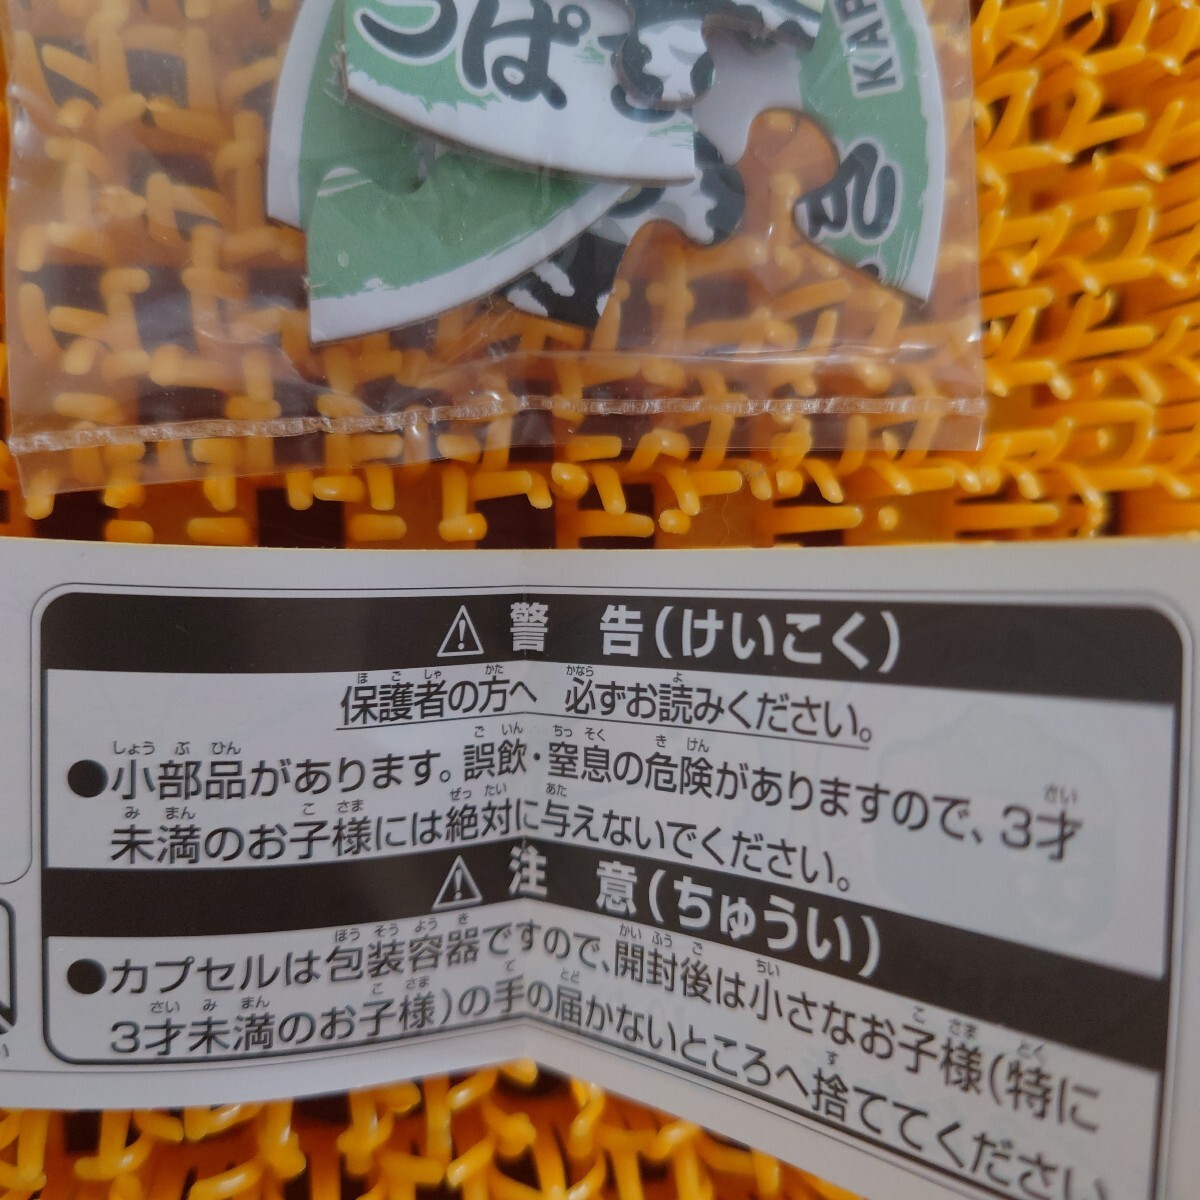 っぱ
KAP
る
警 告(けいこく)
保護者の方へ 必ずお読みください。
●小部品があります。誤飲・窒息の危険がありますので、3才
未満のお子様には絶対に与えないでください。
注 意(ちゅうい)
●カプセルは包装容器ですので、開封後は小さなお子様(特に
3才未満のお子様)の手の届かないところへ捨ててください